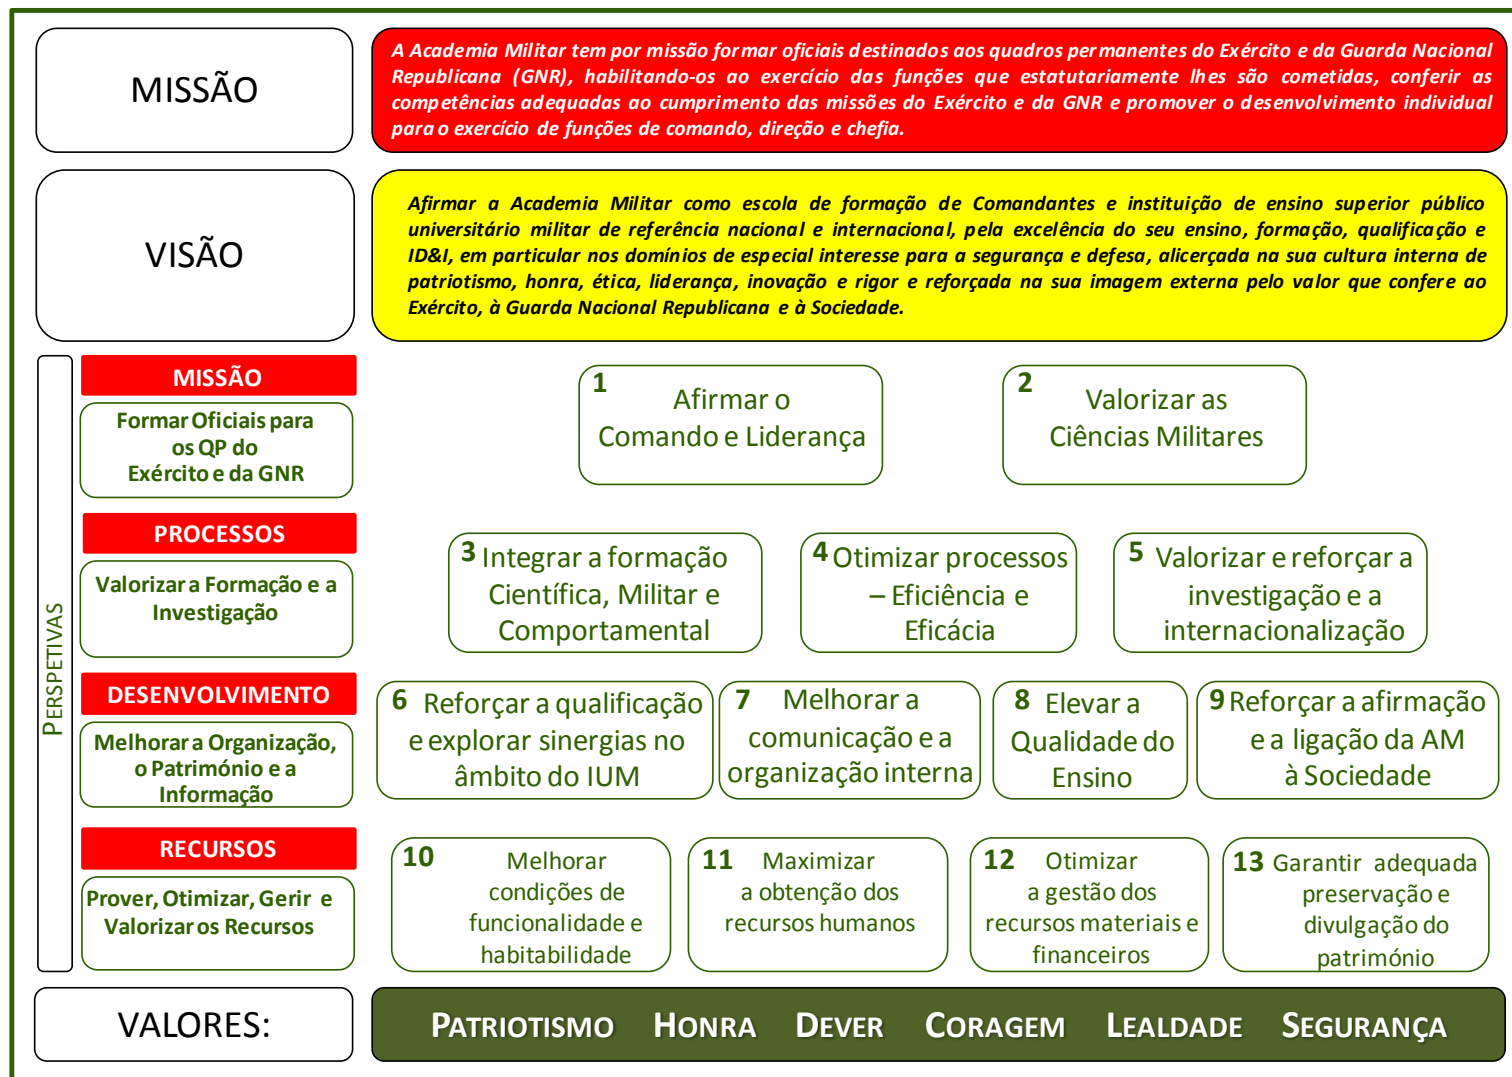 MISSÃO
A Academia Militar tem por missão formar oficiais destinados aos quadros permanentes do Exército e da Guarda Nacional
Republicana (GNR), habilitando-os ao exercício das funções que estatutariamente lhes são cometidas, conferir as
competências adequadas ao cumprimento das missões do Exército e da GNR e promover o desenvolvimento individual
para o exercício de funções de comando, direção e chefia.
VISÃO
Afirmar a Academia Militar como escola de formação de Comandantes e instituição de ensino superior público
universitário militar de referência nacional e internacional, pela excelência do seu ensino, formação, qualificação e
ID&I, em particular nos domínios de especial interesse para a segurança e defesa, alicerçada na sua cultura interna de
patriotismo, honra, ética, liderança, inovação e rigor e reforçada na sua imagem externa pelo valor que confere ao
Exército, à Guarda Nacional Republicana e à Sociedade.
PERSPETIVAS
MISSÃO
Formar Oficiais para
os QP do
Exército e da GNR
1 Afirmar o
Comando e Liderança
2 Valorizar as
Ciências Militares
PROCESSOS
Valorizar a Formação e a
Investigação
3 Integrar a formação
Científica, Militar e
Comportamental
4 Otimizar processos
– Eficiência e
Eficácia
5 Valorizar e reforçar a
investigação e a
internacionalização
DESENVOLVIMENTO
Melhorar a Organização,
o Património e a
Informação
6 Reforçar a qualificação
e explorar sinergias no
âmbito do IUM
7 Melhorar a
comunicação e a
organização interna
8 Elevar a
Qualidade do
Ensino
9 Reforçar a afirmação
e a ligação da AM
à Sociedade
RECURSOS
Prover, Otimizar, Gerir e
Valorizar os Recursos
10 Melhorar
condições de
funcionalidade e
habitabilidade
11 Maximizar
a obtenção dos
recursos humanos
12 Otimizar
a gestão dos
recursos materiais e
financeiros
13 Garantir adequada
preservação e
divulgação do
património
VALORES:
PATRIOTISMO HONRA DEVER CORAGEM LEALDADE SEGURANÇA